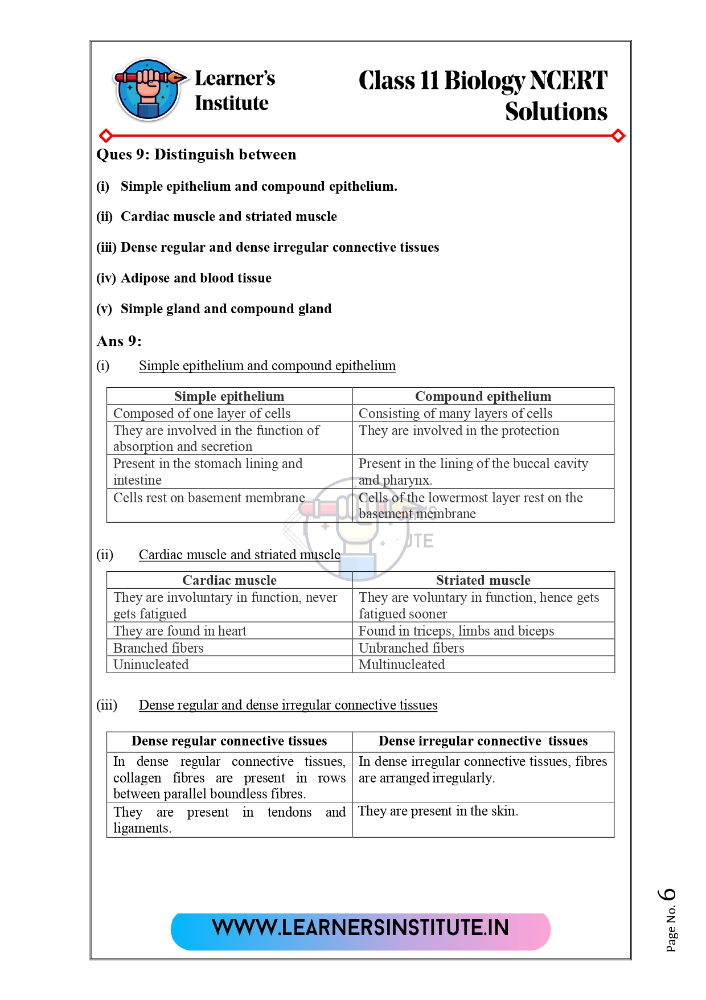 Learner's
Institute
Class 11 Biology NCERT
Solutions
Ques 9: Distinguish between
(i) Simple epithelium and compound epithelium.
(ii) Cardiac muscle and striated muscle
(iii) Dense regular and dense irregular connective tissues
(iv) Adipose and blood tissue
(v) Simple gland and compound gland
Ans 9:
(i) Simple epithelium and compound epithelium
Simple epithelium Compound epithelium
Composed of one layer of cells Consisting of many layers of cells
They are involved in the function of They are involved in the protection
absorption and secretion
Present in the stomach lining and Present in the lining of the buccal cavity
intestine and pharynx.
Cells rest on basement membrane Cells of the lowermost layer rest on the
basement membrane
(ii) Cardiac muscle and striated muscle
Cardiac muscle Striated muscle
They are involuntary in function, never They are voluntary in function, hence gets
gets fatigued fatigued sooner
They are found in heart Found in triceps, limbs and biceps
Branched fibers Unbranched fibers
Uninucleated Multinucleated
(iii) Dense regular and dense irregular connective tissues
Dense regular connective tissues Dense irregular connective tissues
In dense regular connective tissues, In dense irregular connective tissues, fibres
collagen fibres are present in rows are arranged irregularly.
between parallel boundless fibres.
They are present in tendons and They are present in the skin.
ligaments.
WWW.LEARNERSINSTITUTE.IN
Page No. 6